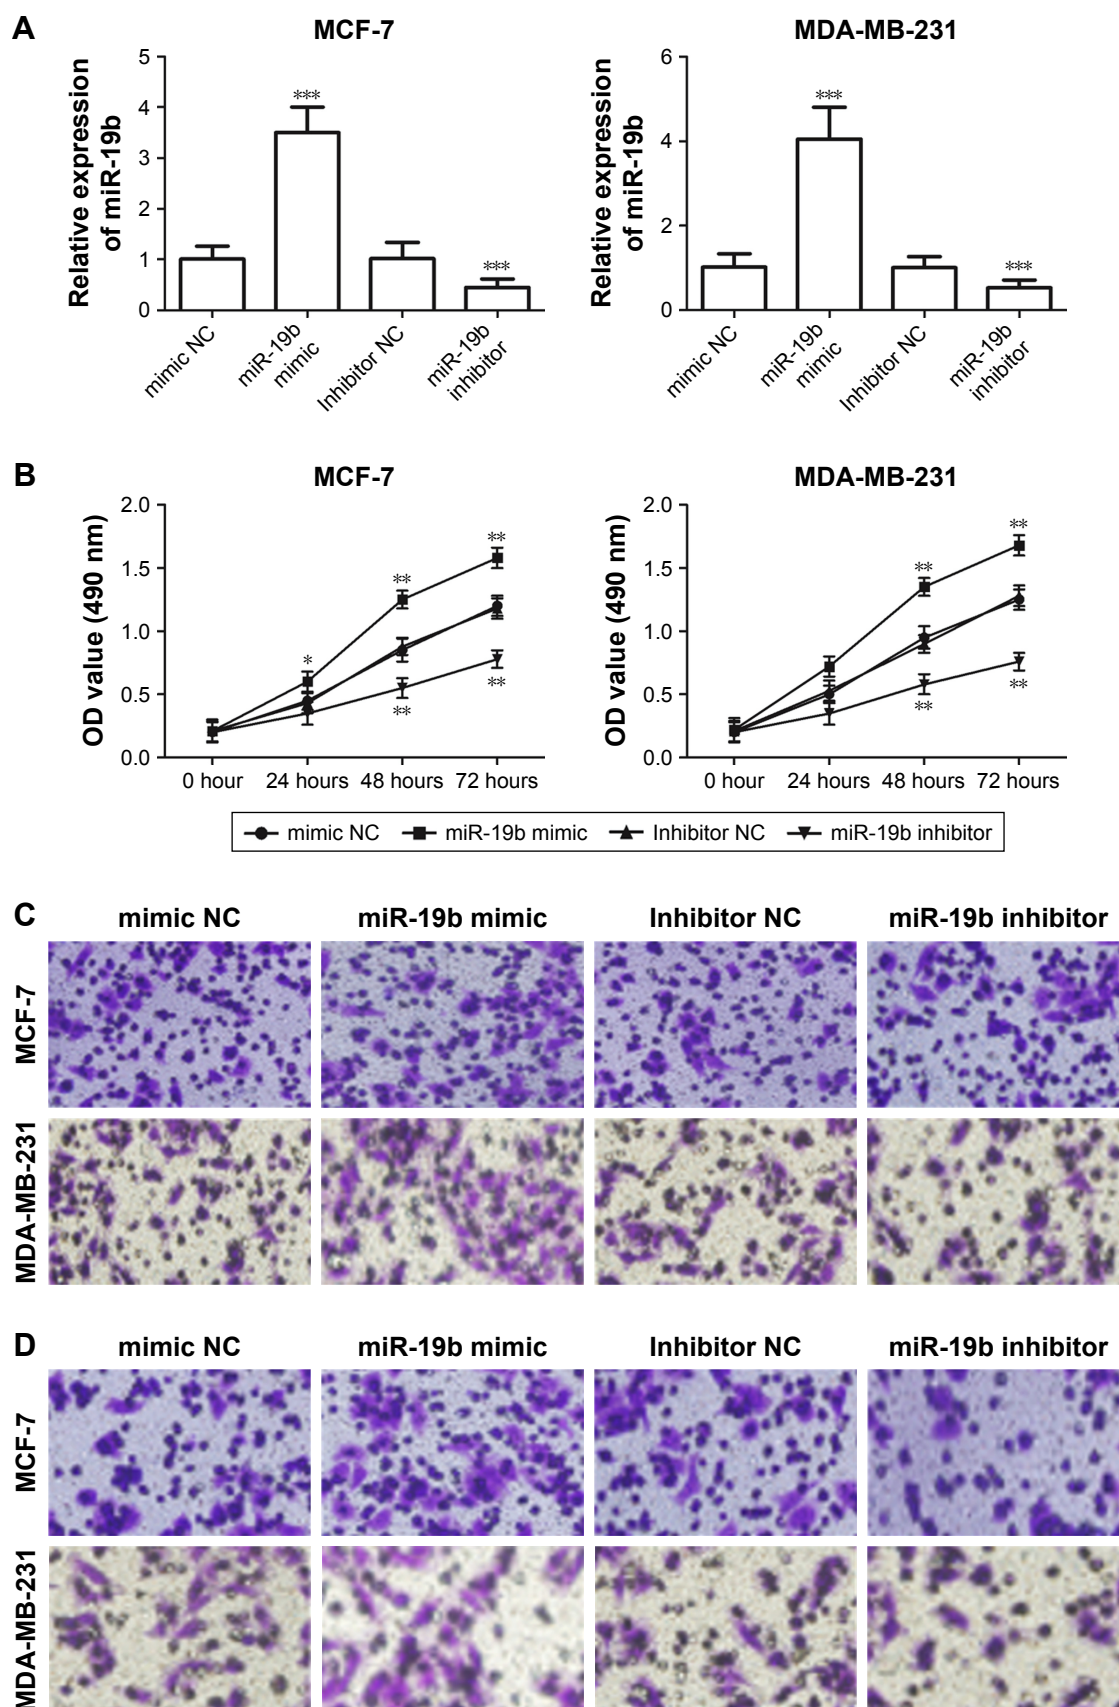 A
MCF-7
MDA-MB-231
Relative expression
of miR-19b
5
4
3
2
1
0
***
***
mimic NC
miR-19b
mimic
Inhibitor NC
miR-19b
inhibitor
Relative expression
of miR-19b
6
4
2
0
***
***
mimic NC
miR-19b
mimic
Inhibitor NC
miR-19b
inhibitor
B
MCF-7
MDA-MB-231
OD value (490 nm)
2.0
1.5
1.0
0.5
0.0
*
**
**
**
**
0 hour
24 hours
48 hours
72 hours
OD value (490 nm)
2.0
1.5
1.0
0.5
0.0
**
**
**
**
0 hour
24 hours
48 hours
72 hours
mimic NC
miR-19b mimic
Inhibitor NC
miR-19b inhibitor
C
mimic NC
miR-19b mimic
Inhibitor NC
miR-19b inhibitor
MCF-7
MDA-MB-231
D
mimic NC
miR-19b mimic
Inhibitor NC
miR-19b inhibitor
MCF-7
MDA-MB-231